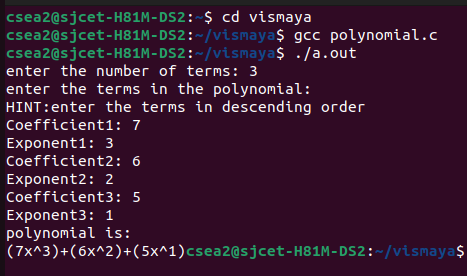 csea2@sjcet-H81M-DS2:~$ cd vismaya
csea2@sjcet-H81M-DS2:~/vismaya$ gcc polynomial.c
csea2@sjcet-H81M-DS2:~/vismaya$ ./a.out
enter the number of terms: 3
enter the terms in the polynomial:
HINT:enter the terms in descending order
Coefficient1: 7
Exponent1: 3
Coefficient2: 6
Exponent2: 2
Coefficient3: 5
Exponent3: 1
polynomial is:
(7x^3)+(6x^2)+(5x^1)csea2@sjcet-H81M-DS2:~/vismaya$